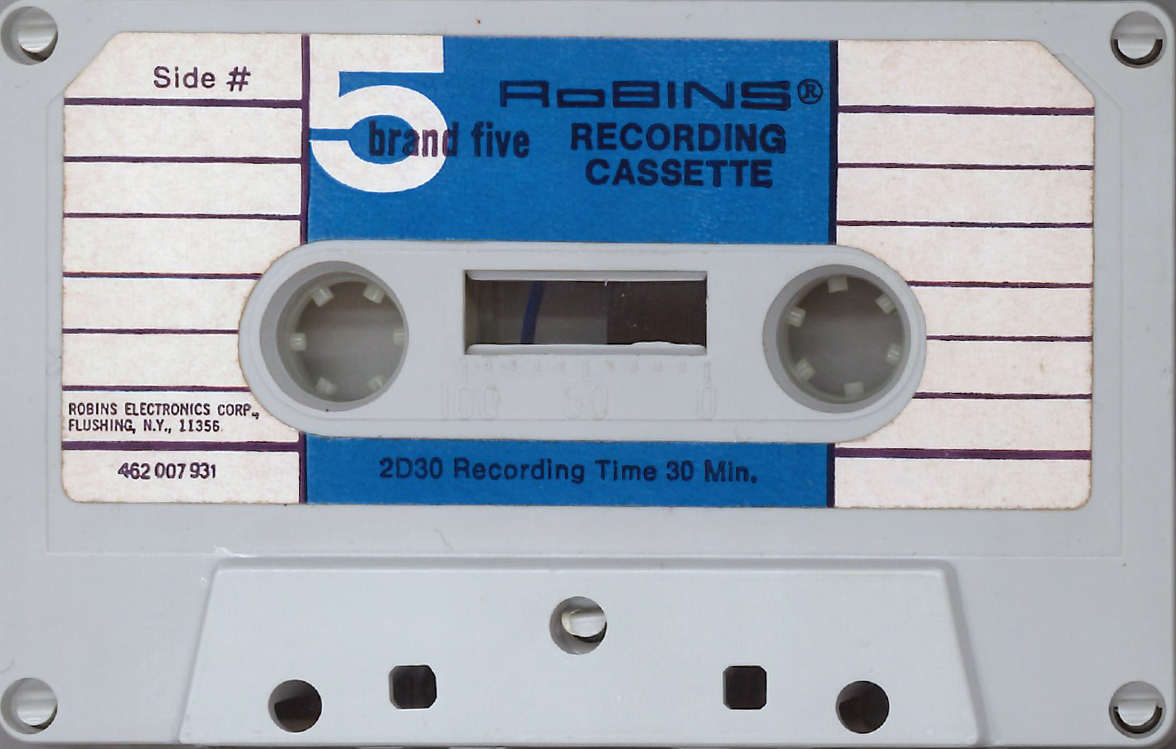 Side #
5
RoBINS®
brand five
RECORDING
CASSETTE
100 50 0
ROBINS ELECTRONICS CORP.,
FLUSHING, N.Y., 11356
462 007 931
2D30 Recording Time 30 Min.